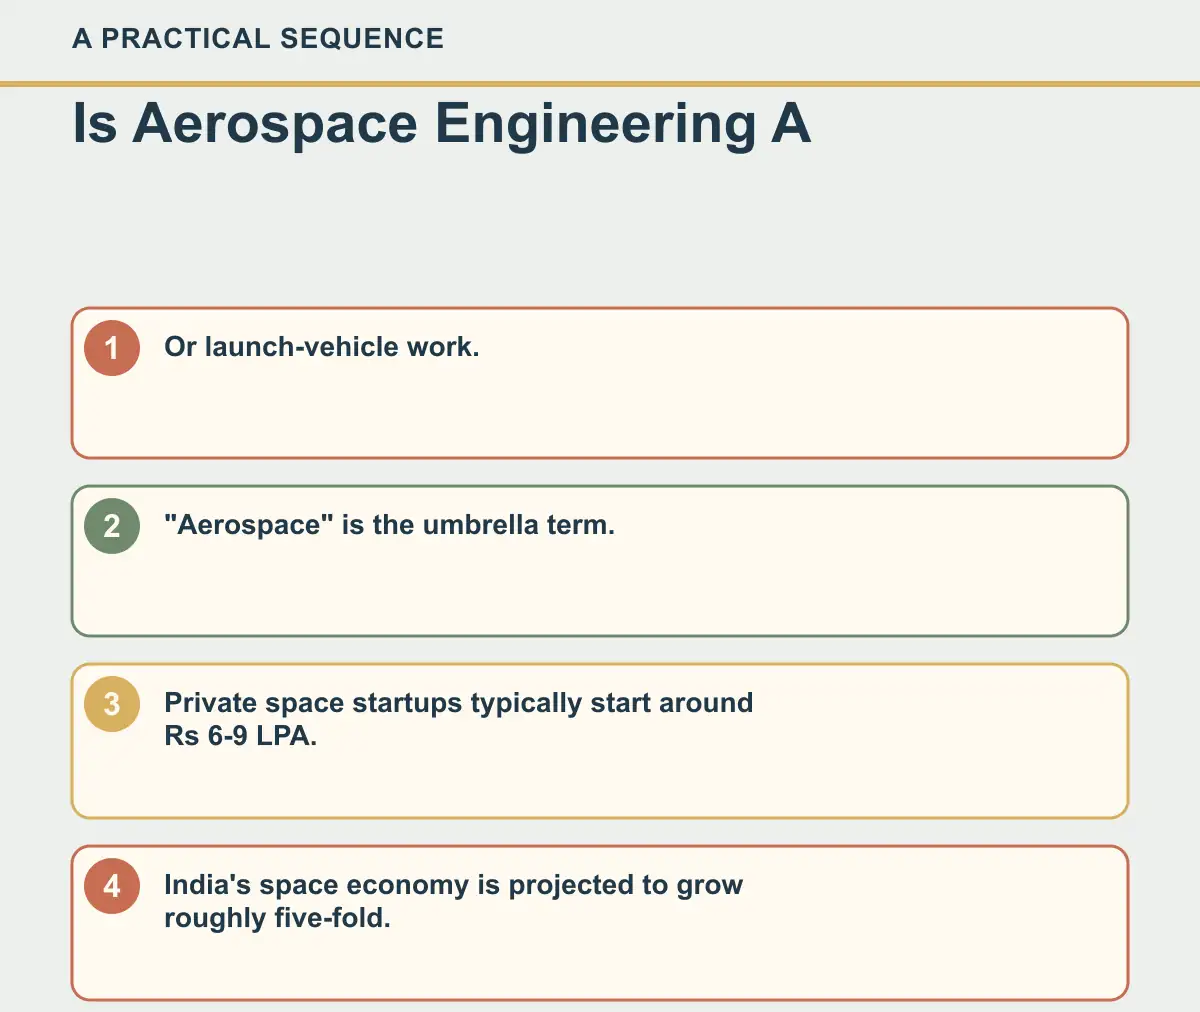 A PRACTICAL SEQUENCE
Is Aerospace Engineering A
1
Or launch-vehicle work.
2
"Aerospace" is the umbrella term.
3
Private space startups typically start around
Rs 6-9 LPA.
4
India's space economy is projected to grow
roughly five-fold.